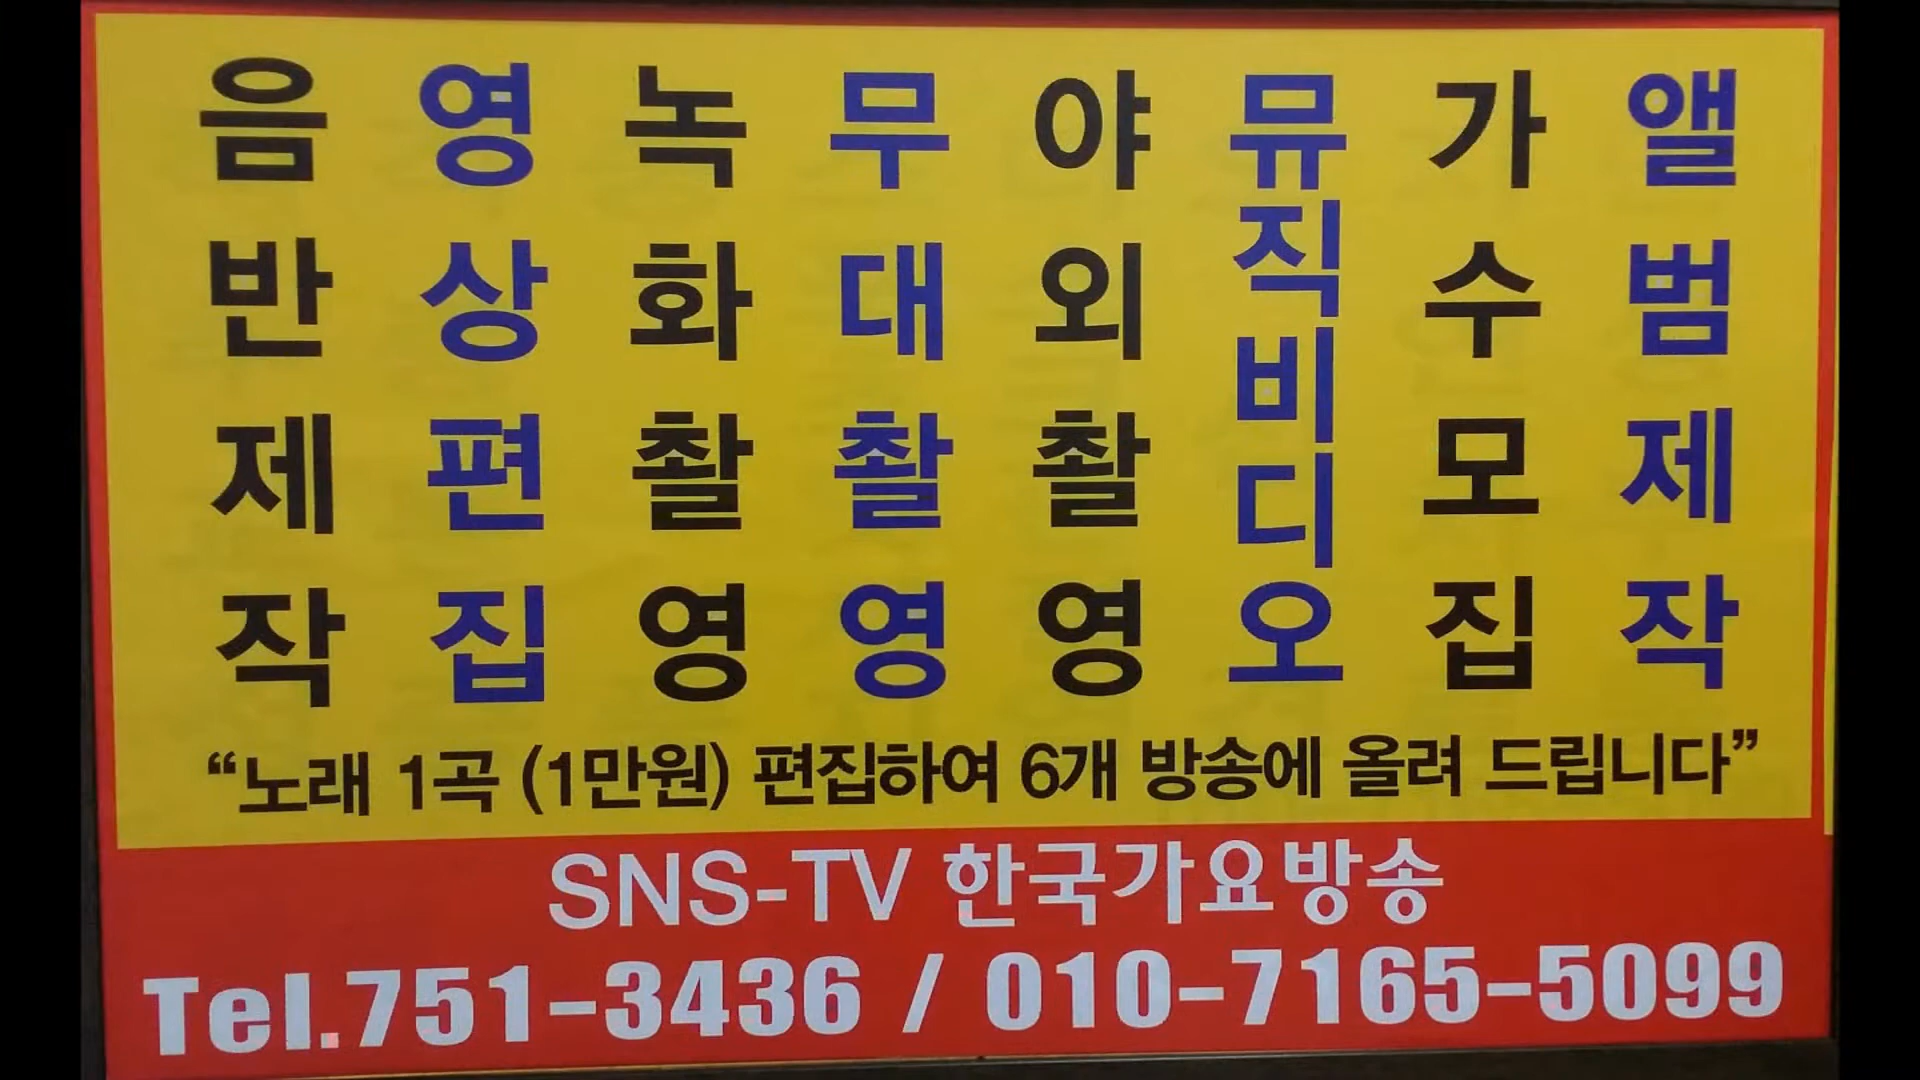 음반제작
영상편집
녹화촬영
무대촬영
야외촬영
뮤직비디오
가수모집
앨범제작
“노래 1곡 (1만원) 편집하여 6개 방송에 올려 드립니다”
SNS-TV 한국가요방송
Tel.751-3436 / 010-7165-5099